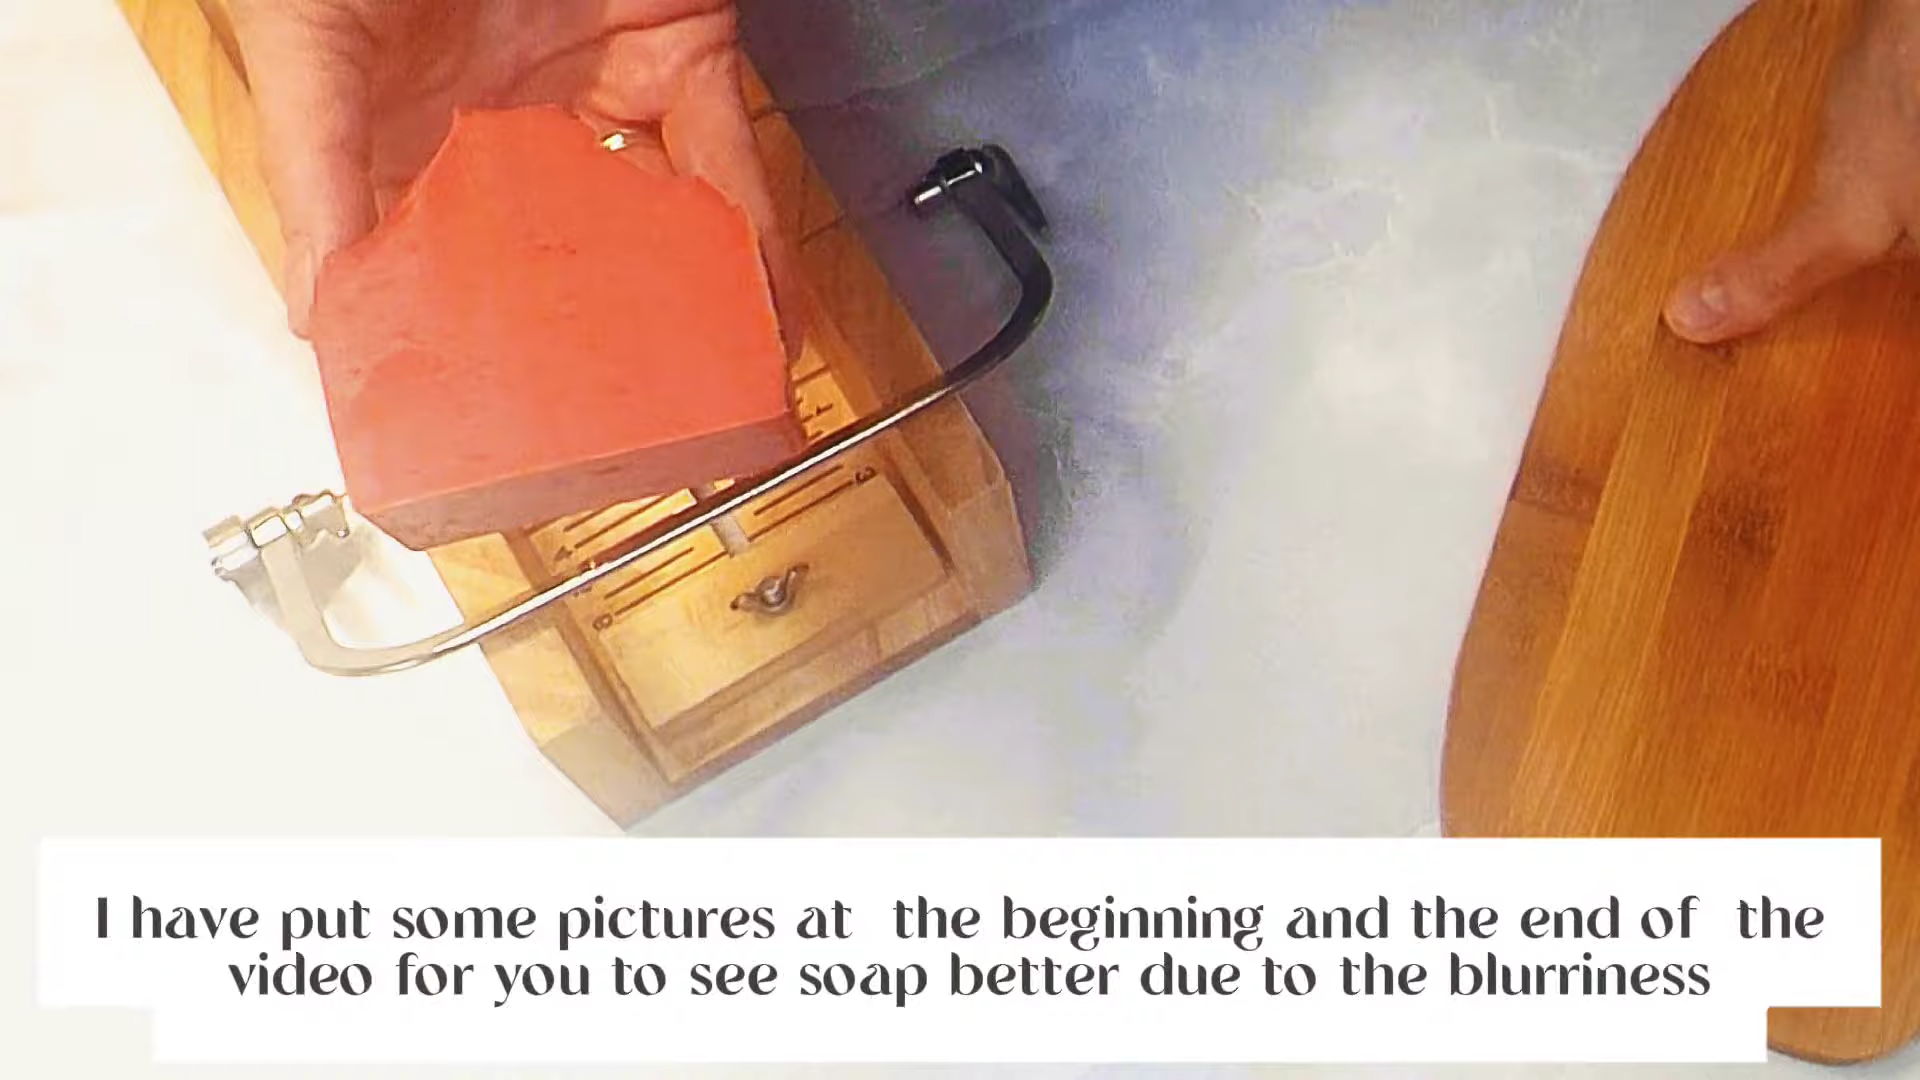 I have put some pictures at the beginning and the end of the
video for you to see soap better due to the blurriness